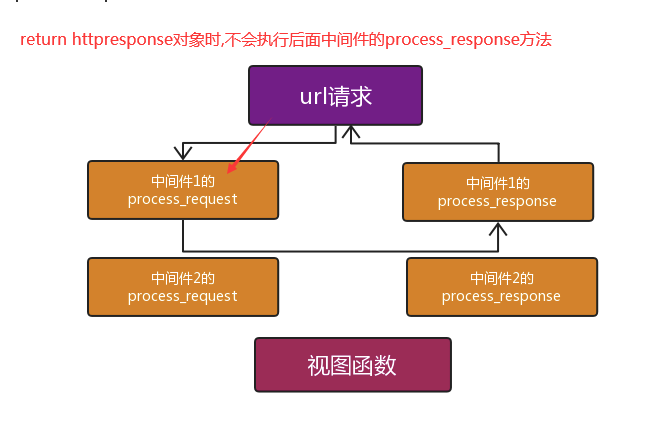 return httpresponse对象时,不会执行后面中间件的process_response方法
url请求
中间件1的
process_request
中间件1的
process_response
中间件2的
process_request
中间件2的
process_response
视图函数